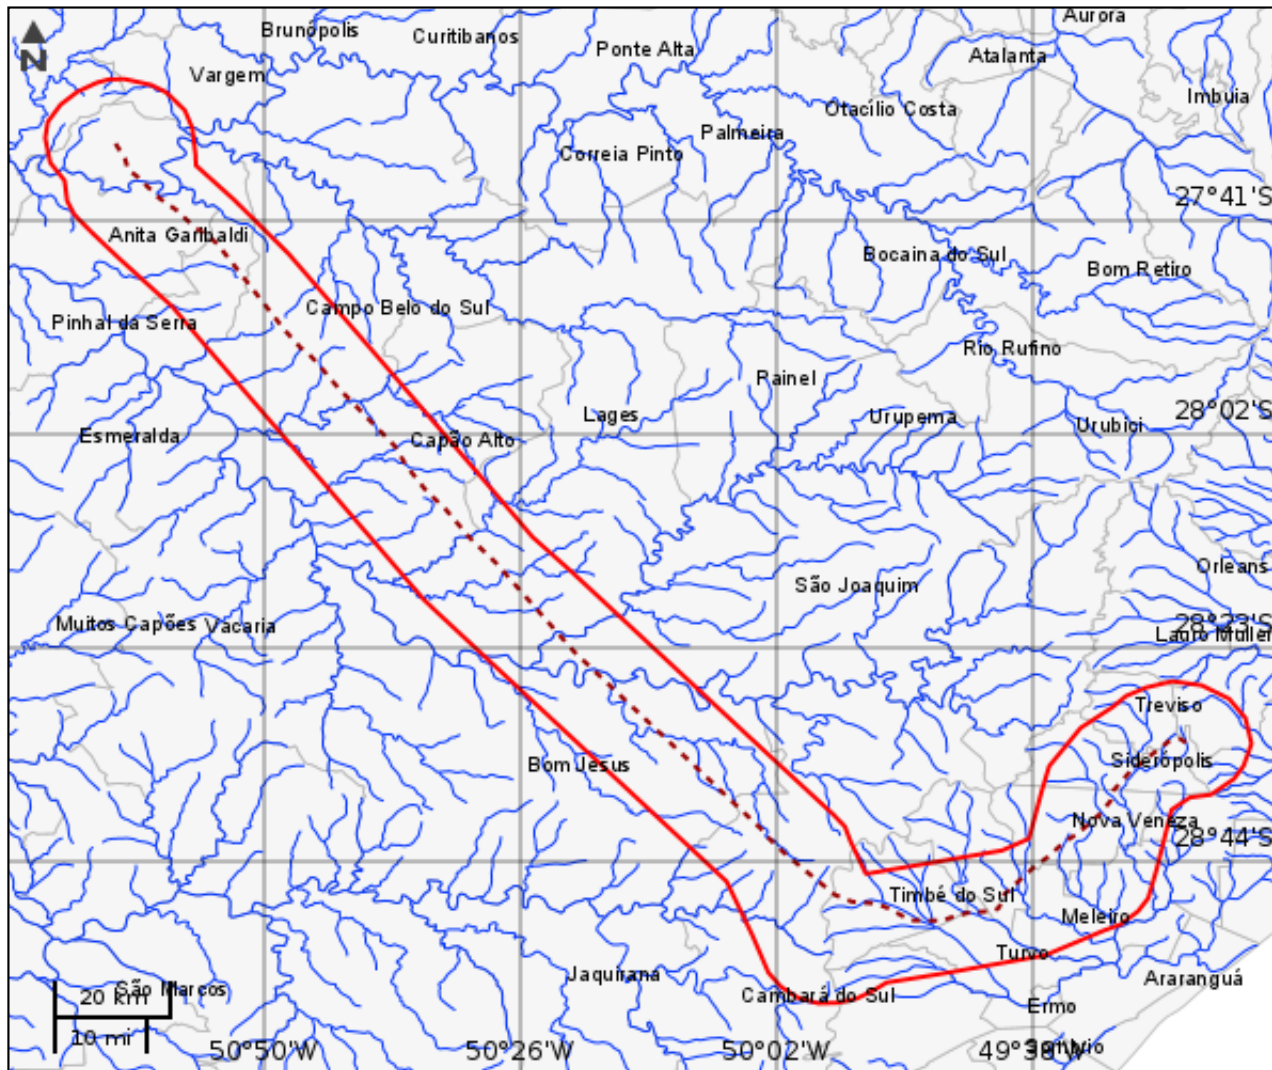 Aurora
Brunópolis
Curitibanos
Ponte Alta
Atalanta
N
Vargem
Imbuia
Otacílio Costa
Palmeira
Correia Pinto
27°41'S
Anita Garibaldi
Bocaina do Sul
Bom Retiro
Campo Belo do Sul
Pinhal da Serra
Rio Rufino
Painel
Lages
Urupema
28°02'S
Urubici
Esmeralda
Capão Alto
Orleans
São Joaquim
Muitos Capões
Vacaria
28°23'S
Lauro Muller
Treviso
Bom Jesus
Siderópolis
Nova Veneza
28°44'S
Timbé do Sul
Meleiro
Turvo
Jaquirana
Araranguá
São Marcos
20 km
Cambará do Sul
Ermo
10 mi
50°50'W
50°26'W
50°02'W
49°38'W